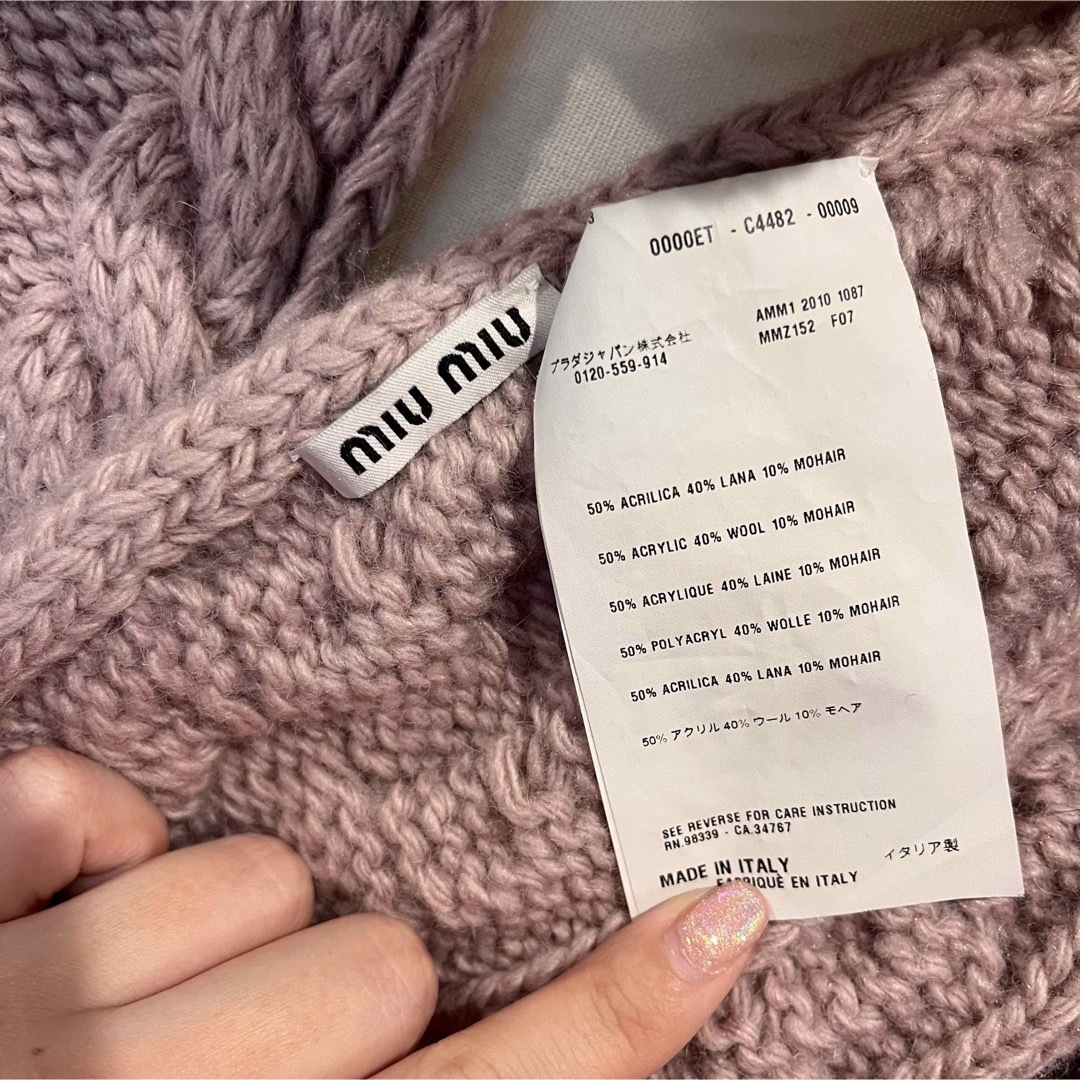 MIU MIU
3
0000ET - C4482 - 00009
AMM1 2010 1087
MMZ152 F07
プラダジャパン株式会社
0120-559-914
50% ACRILICA 40% LANA 10% MOHAIR
50% ACRYLIC 40% WOOL 10% MOHAIR
50% ACRYLIQUE 40% LAINE 10% MOHAIR
50% POLYACRYL 40% WOLLE 10% MOHAIR
50% ACRILICA 40% LANA 10% MOHAIR
50% アクリル 40% ウール 10% モヘア
SEE REVERSE FOR CARE INSTRUCTION
RN.98339 - CA.34767
MADE IN ITALY イタリア製
FABRIQUÈ EN ITALY